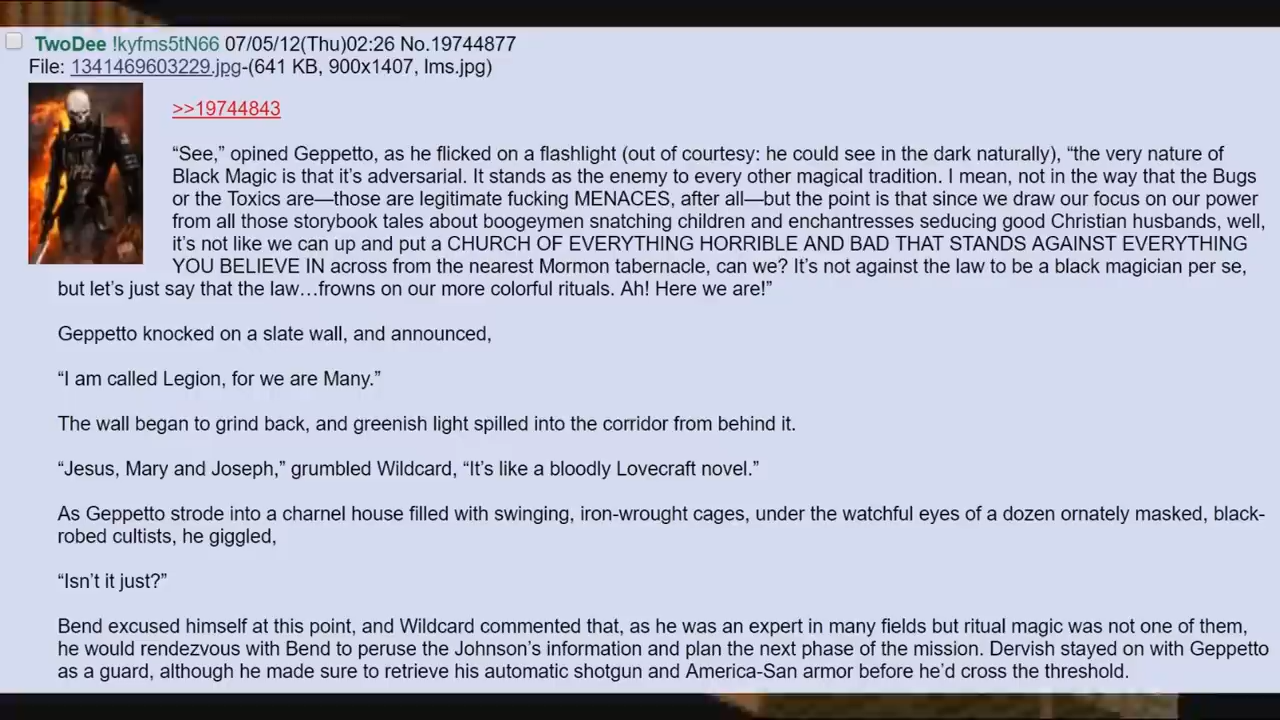 TwoDee !kyfms5tN66 07/05/12(Thu)02:26 No.19744877
File: 1341469603229.jpg-(641 KB, 900x1407, lms.jpg)
>>19744843
“See,” opined Geppetto, as he flicked on a flashlight (out of courtesy: he could see in the dark naturally), “the very nature of
Black Magic is that it’s adversarial. It stands as the enemy to every other magical tradition. I mean, not in the way that the Bugs
or the Toxics are—those are legitimate fucking MENACES, after all—but the point is that since we draw our focus on our power
from all those storybook tales about boogeymen snatching children and enchantresses seducing good Christian husbands, well,
it’s not like we can up and put a CHURCH OF EVERYTHING HORRIBLE AND BAD THAT STANDS AGAINST EVERYTHING
YOU BELIEVE IN across from the nearest Mormon tabernacle, can we? It’s not against the law to be a black magician per se,
but let’s just say that the law…frowns on our more colorful rituals. Ah! Here we are!”
Geppetto knocked on a slate wall, and announced,
“I am called Legion, for we are Many.”
The wall began to grind back, and greenish light spilled into the corridor from behind it.
“Jesus, Mary and Joseph,” grumbled Wildcard, “It’s like a bloodly Lovecraft novel.”
As Geppetto strode into a charnel house filled with swinging, iron-wrought cages, under the watchful eyes of a dozen ornately masked, black-
robed cultists, he giggled,
“Isn’t it just?”
Bend excused himself at this point, and Wildcard commented that, as he was an expert in many fields but ritual magic was not one of them,
he would rendezvous with Bend to peruse the Johnson’s information and plan the next phase of the mission. Dervish stayed on with Geppetto
as a guard, although he made sure to retrieve his automatic shotgun and America-San armor before he’d cross the threshold.